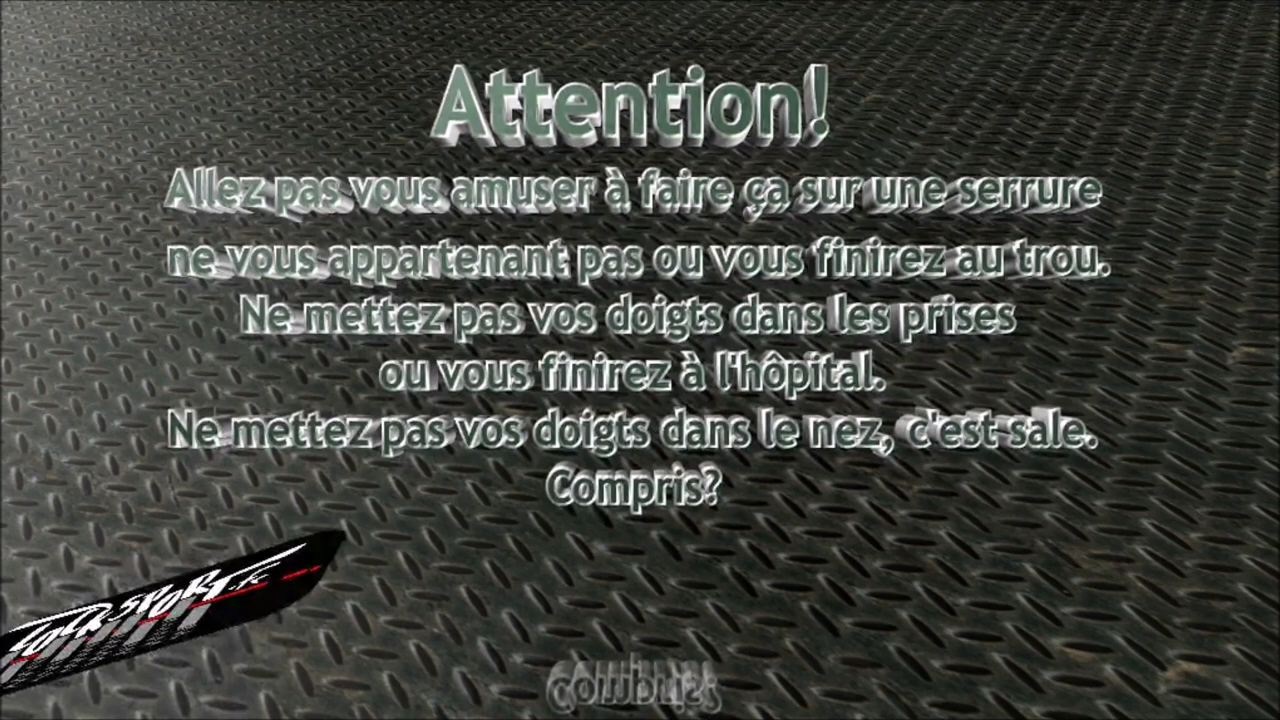 Attention!
Allez pas vous amuser à faire ça sur une serrure
ne vous appartenant pas ou vous finirez au trou.
Ne mettez pas vos doigts dans les prises
ou vous finirez à l'hôpital.
Ne mettez pas vos doigts dans le nez, c'est sale.
Compris?
LOCKSPORT.fr